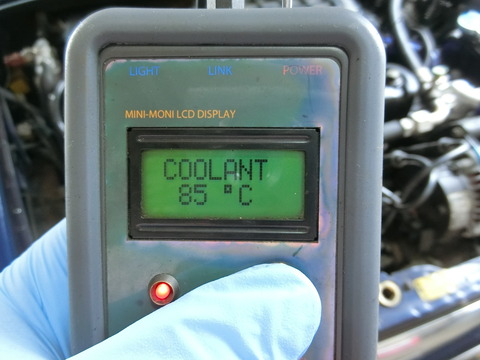 LIGHT LINK POWER
MINI-MONI LCD DISPLAY
COOLANT
85 °C